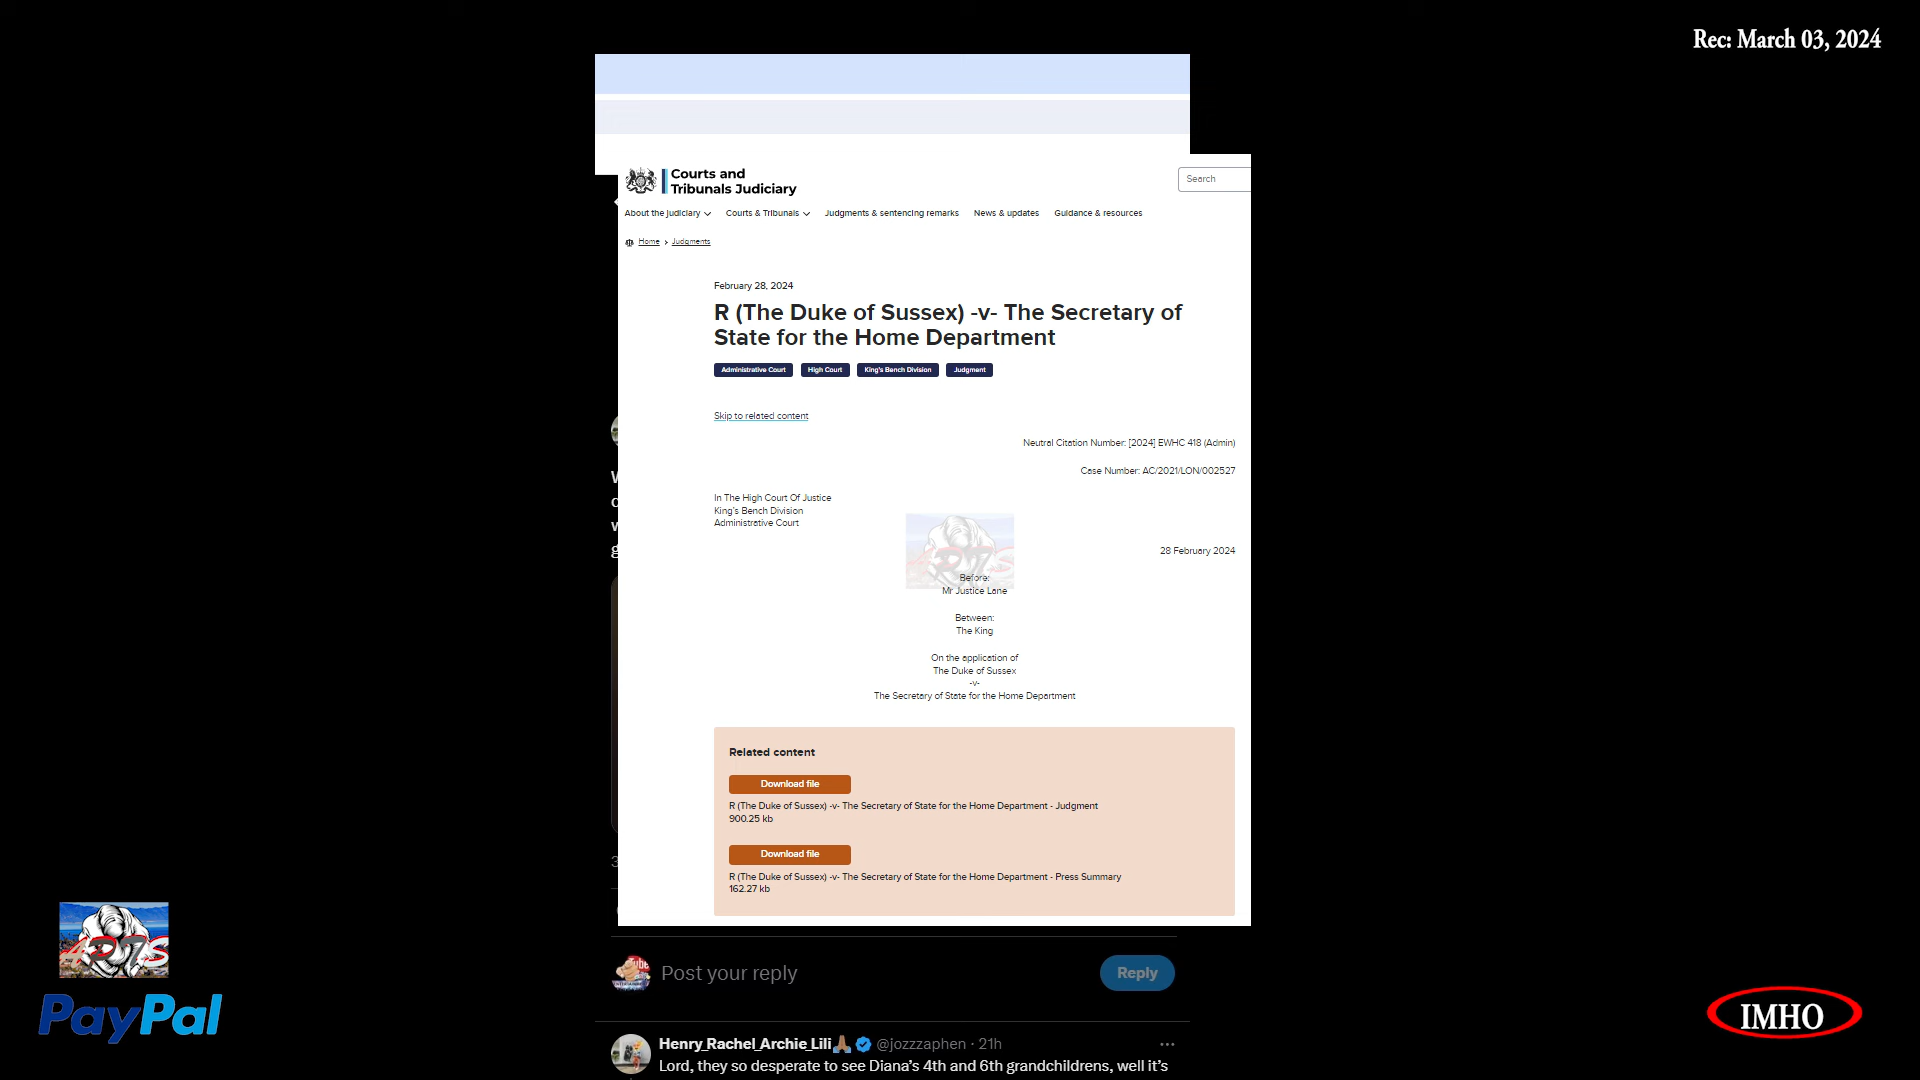 Rec: March 03, 2024
Courts and
Tribunals Judiciary
Search
About the judiciary
Courts & Tribunals
Judgments & sentencing remarks
News & updates
Guidance & resources
Home
Judgments
February 28, 2024
R (The Duke of Sussex) -v- The Secretary of
State for the Home Department
Administrative Court
High Court
King's Bench Division
Judgment
Skip to related content
Neutral Citation Number: [2024] EWHC 418 (Admin)
Case Number: AC/2021/LON/002527
In The High Court Of Justice
King's Bench Division
Administrative Court
28 February 2024
Before:
Mr Justice Lane
Between:
The King
On the application of
The Duke of Sussex
-v-
The Secretary of State for the Home Department
Related content
Download file
R (The Duke of Sussex) -v- The Secretary of State for the Home Department - Judgment
900.25 kb
Download file
R (The Duke of Sussex) -v- The Secretary of State for the Home Department - Press Summary
162.27 kb
Post your reply
Reply
PayPal
IMHO
Henry_Rachel_Archie_Lili🙏🏽 @jozzzaphen · 21h
Lord, they so desperate to see Diana's 4th and 6th grandchildrens, well it's